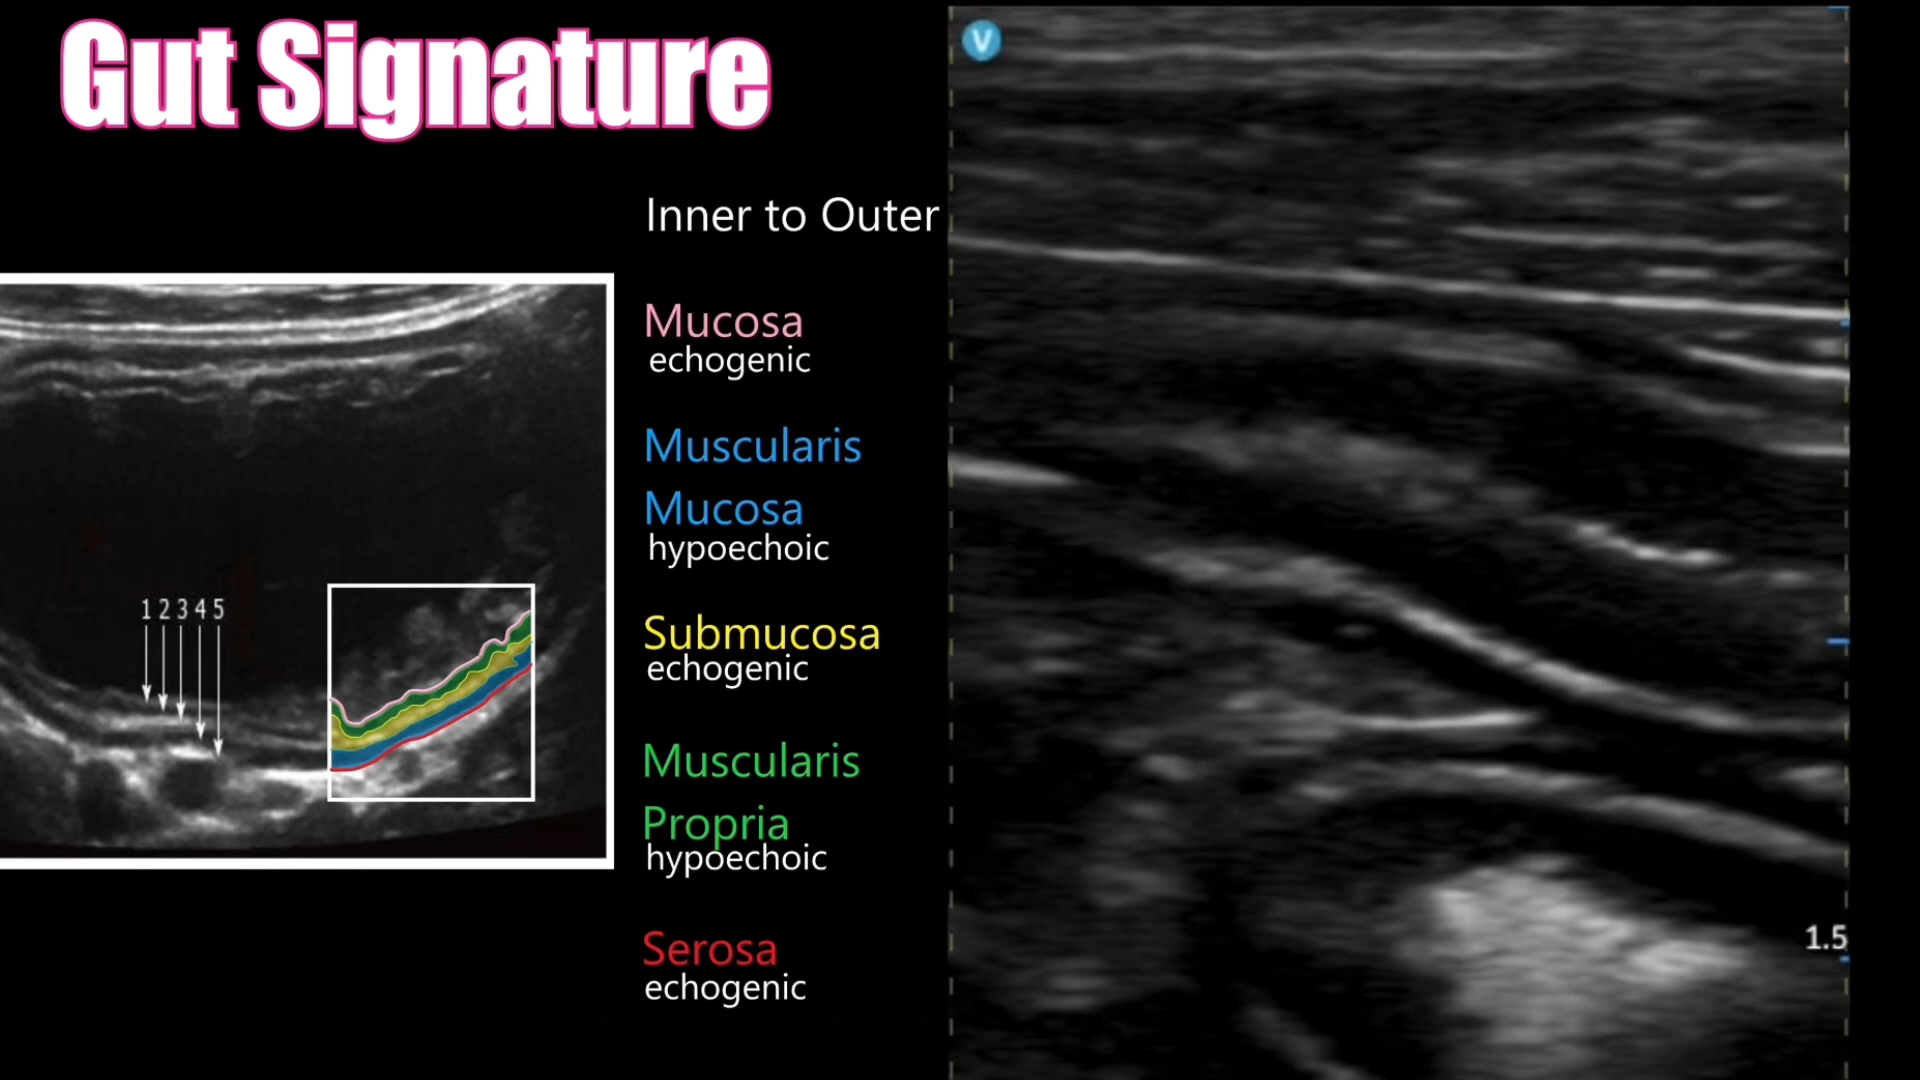 Gut Signature
Inner to Outer
Mucosa
echogenic
Muscularis
Mucosa
hypoechoic
Submucosa
echogenic
Muscularis
Propria
hypoechoic
Serosa
echogenic
1 2 3 4 5
V
1.5